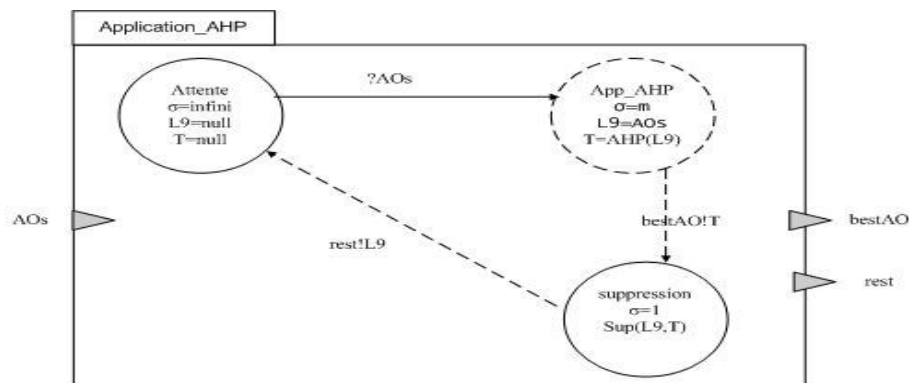 Application_AHP
Attente
σ=infini
L9=null
T=null
?AOs
App_AHP
σ=m
L9=AOs
T=AHP(L9)
AOs
rest!L9
bestAO!T
bestAO
rest
suppression
σ=1
Sup(L9,T)